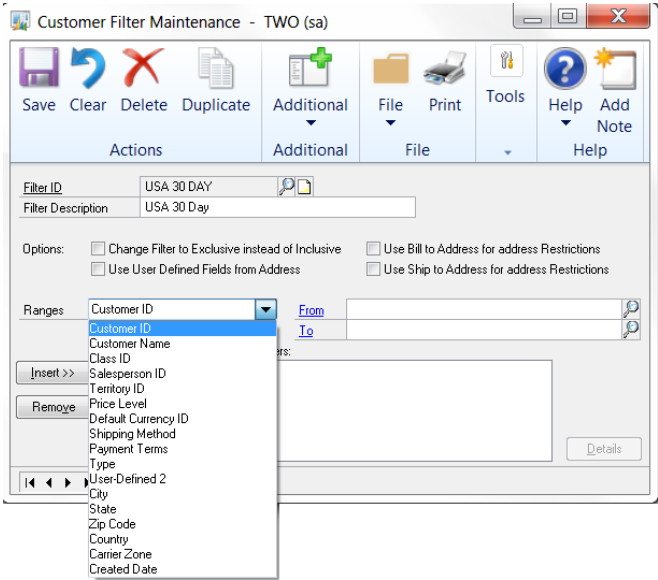 Customer Filter Maintenance - TWO (sa)
Save Clear Delete Duplicate Additional File Print Tools Help Add Note
Actions Additional File Help
Filter ID USA 30 DAY
Filter Description USA 30 Day
Options: Change Filter to Exclusive instead of Inclusive Use Bill to Address for address Restrictions
Use User Defined Fields from Address Use Ship to Address for address Restrictions
Ranges Customer ID From
To
Customer ID
Customer Name
ers:
Class ID
Insert >> Salesperson ID
Territory ID
Remove Price Level
Default Currency ID
Shipping Method
Payment Terms Details
Type
User-Defined 2
City
State
Zip Code
Country
Carrier Zone
Created Date